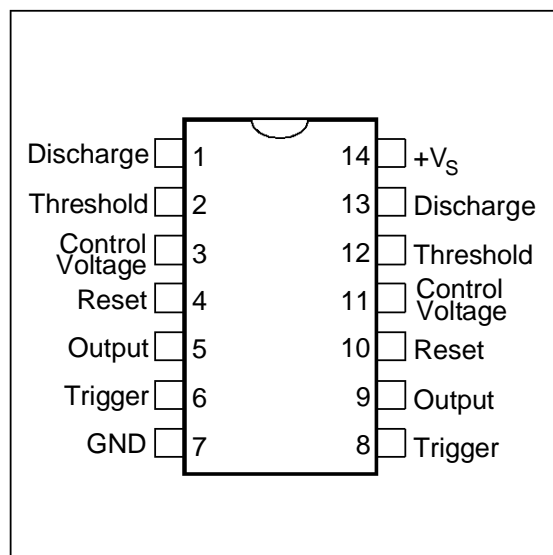 Discharge 1 14 +VS
Threshold 2 13 Discharge
Control
Voltage 3 12 Threshold
Reset 4 11 Control
Voltage
Output 5 10 Reset
Trigger 6 9 Output
GND 7 8 Trigger